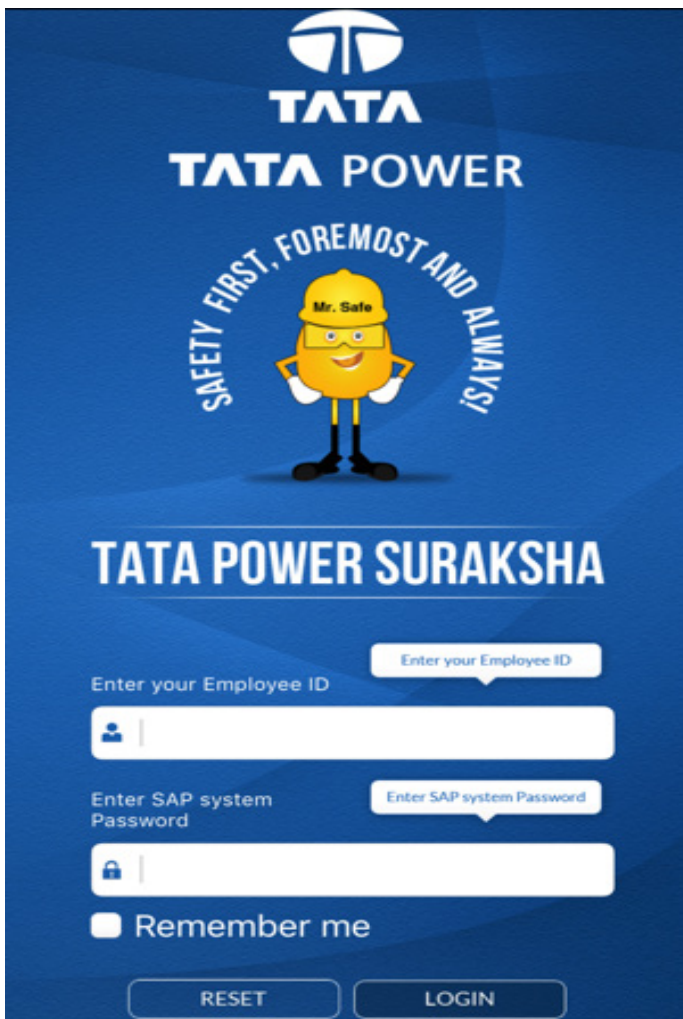 TATA
TATA POWER
SAFETY FIRST, FOREMOST AND ALWAYS!
Mr. Safe
TATA POWER SURAKSHA
Enter your Employee ID
Enter your Employee ID
Enter SAP system Password
Enter SAP system
Password
Remember me
RESET
LOGIN